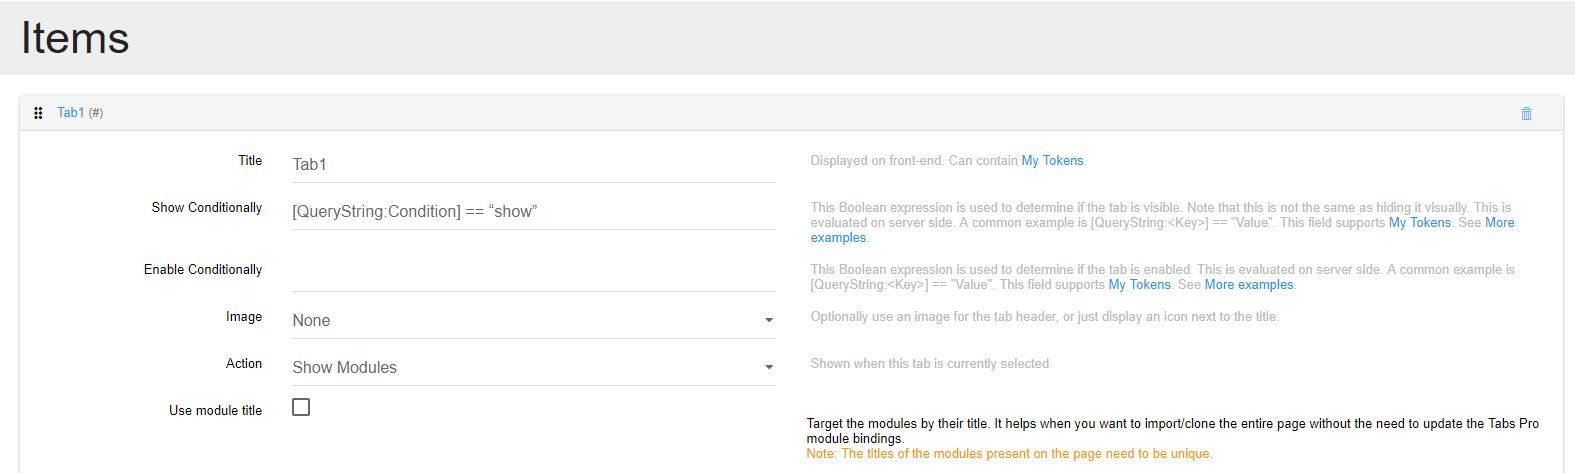 Items
Tab1 (#)
Title
Tab1
Displayed on front-end. Can contain My Tokens.
Show Conditionally
[QueryString:Condition] == “show”
This Boolean expression is used to determine if the tab is visible. Note that this is not the same as hiding it visually. This is
evaluated on server side. A common example is [QueryString:<Key>] == "Value". This field supports My Tokens. See More
examples.
Enable Conditionally
This Boolean expression is used to determine if the tab is enabled. This is evaluated on server side. A common example is
[QueryString:<Key>] == "Value". This field supports My Tokens. See More examples.
Image
None
Optionally use an image for the tab header, or just display an icon next to the title.
Action
Show Modules
Shown when this tab is currently selected.
Use module title
Target the modules by their title. It helps when you want to import/clone the entire page without the need to update the Tabs Pro
module bindings.
Note: The titles of the modules present on the page need to be unique.